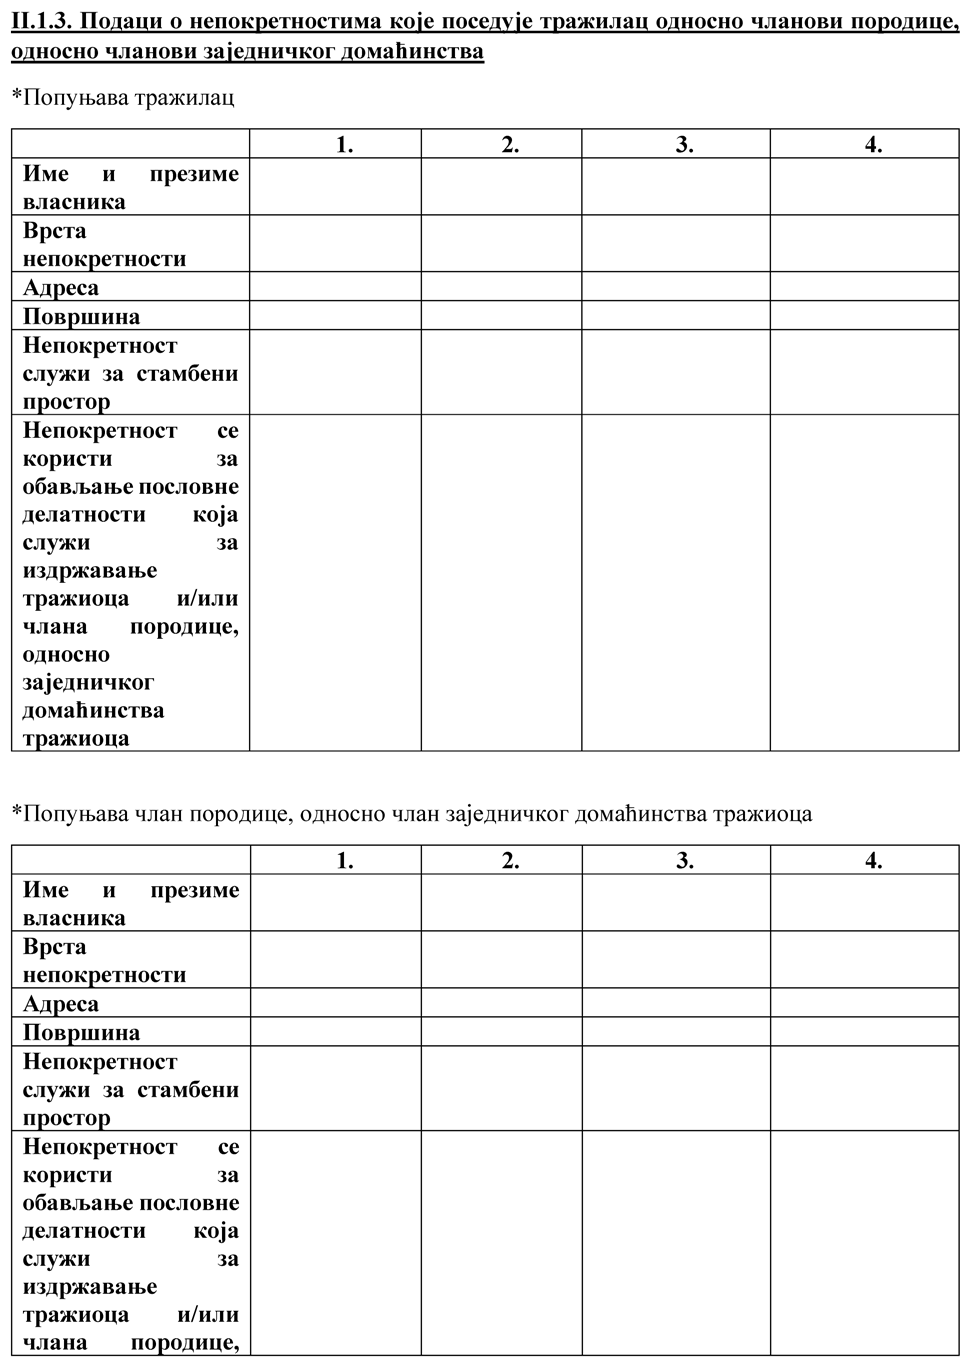 II.1.3. Подаци о непокретностима које поседује тражилац односно чланови породице,
односно чланови заједничког домаћинства
*Попуњава тражилац
1. 2. 3. 4.
Име и презиме
власника
Врста
непокретности
Адреса
Површина
Непокретност
служи за стамбени
простор
Непокретност се
користи за
обављање пословне
делатности која
служи за
издржавање
тражиоца и/или
члана породице,
односно
заједничког
домаћинства
тражиоца
*Попуњава члан породице, односно члан заједничког домаћинства тражиоца
1. 2. 3. 4.
Име и презиме
власника
Врста
непокретности
Адреса
Површина
Непокретност
служи за стамбени
простор
Непокретност се
користи за
обављање пословне
делатности која
служи за
издржавање
тражиоца и/или
члана породице,